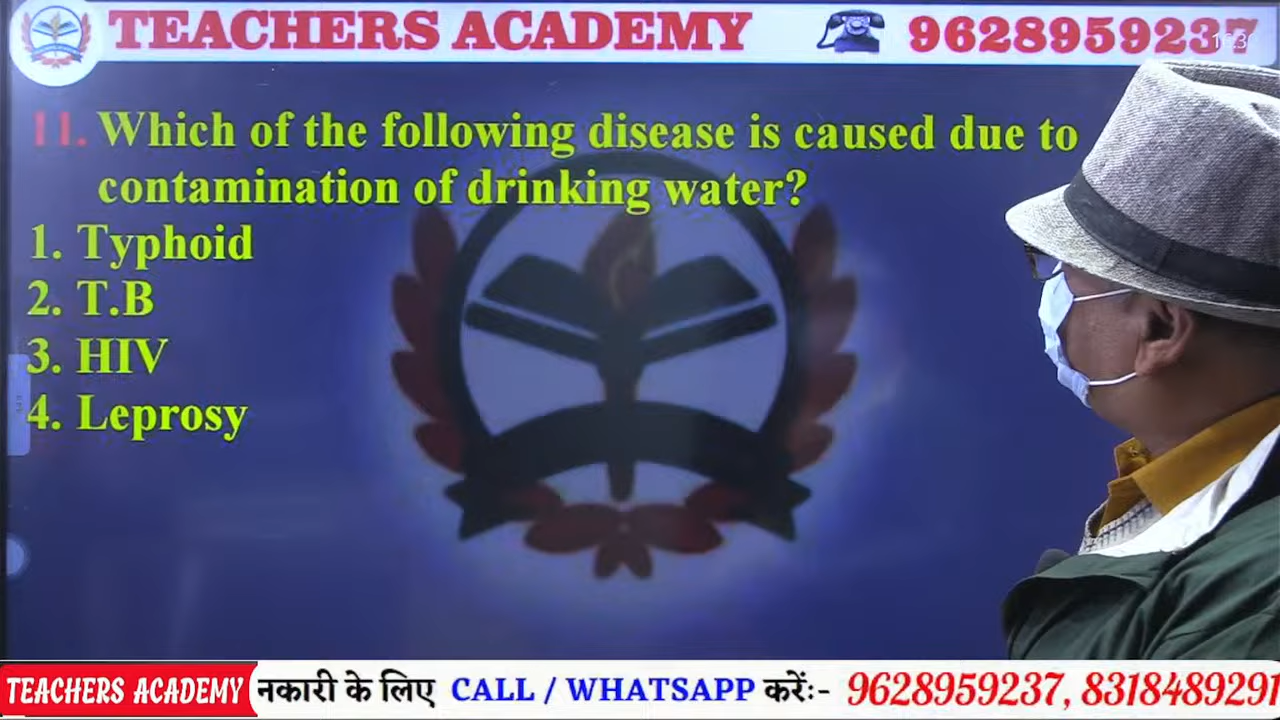 TEACHERS ACADEMY
9628959237
11. Which of the following disease is caused due to
contamination of drinking water?
1. Typhoid
2. T.B
3. HIV
4. Leprosy
TEACHERS ACADEMY
नकारी के लिए CALL / WHATSAPP करेंः- 9628959237, 8318489291